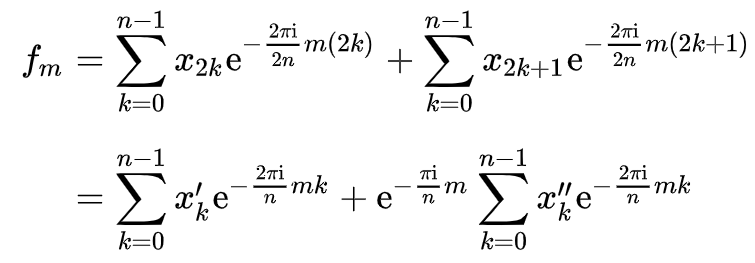 f_m = \sum_{k=0}^{n-1} x_{2k} e^{-\frac{2\pi i}{2n} m(2k)} + \sum_{k=0}^{n-1} x_{2k+1} e^{-\frac{2\pi i}{2n} m(2k+1)}
= \sum_{k=0}^{n-1} x'_k e^{-\frac{2\pi i}{n} mk} + e^{-\frac{\pi i}{n} m} \sum_{k=0}^{n-1} x''_k e^{-\frac{2\pi i}{n} mk}